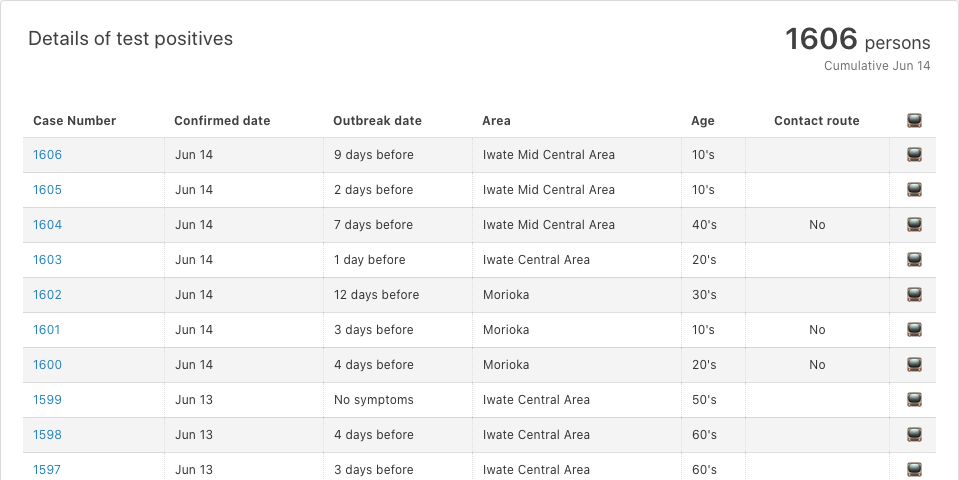 Details of test positives
1606 persons
Cumulative Jun 14
Case Number Confirmed date Outbreak date Area Age Contact route
1606 Jun 14 9 days before Iwate Mid Central Area 10's
1605 Jun 14 2 days before Iwate Mid Central Area 10's
1604 Jun 14 7 days before Iwate Mid Central Area 40's No
1603 Jun 14 1 day before Iwate Central Area 20's
1602 Jun 14 12 days before Morioka 30's
1601 Jun 14 3 days before Morioka 10's No
1600 Jun 14 4 days before Morioka 20's No
1599 Jun 13 No symptoms Iwate Central Area 50's
1598 Jun 13 4 days before Iwate Central Area 60's
1597 Jun 13 3 days before Iwate Central Area 60's